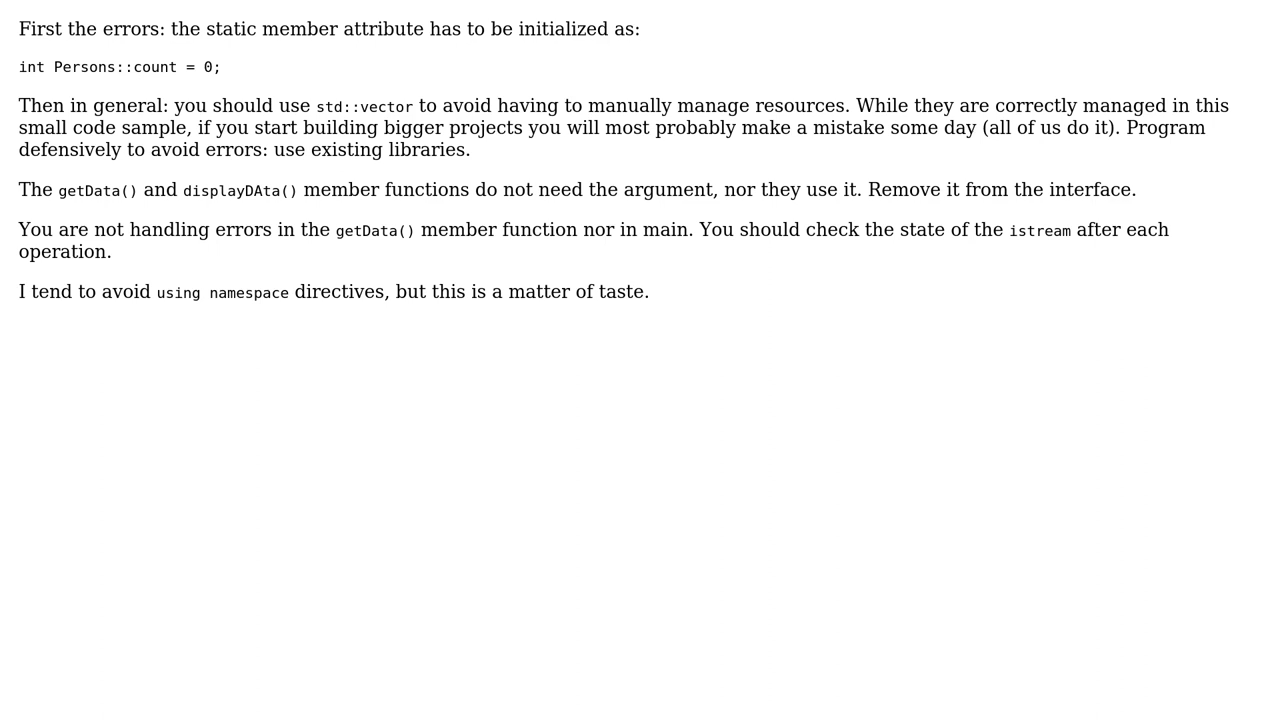 First the errors: the static member attribute has to be initialized as:
int Persons::count = 0;
Then in general: you should use std::vector to avoid having to manually manage resources. While they are correctly managed in this
small code sample, if you start building bigger projects you will most probably make a mistake some day (all of us do it). Program
defensively to avoid errors: use existing libraries.
The getData() and displayDAta() member functions do not need the argument, nor they use it. Remove it from the interface.
You are not handling errors in the getData() member function nor in main. You should check the state of the istream after each
operation.
I tend to avoid using namespace directives, but this is a matter of taste.